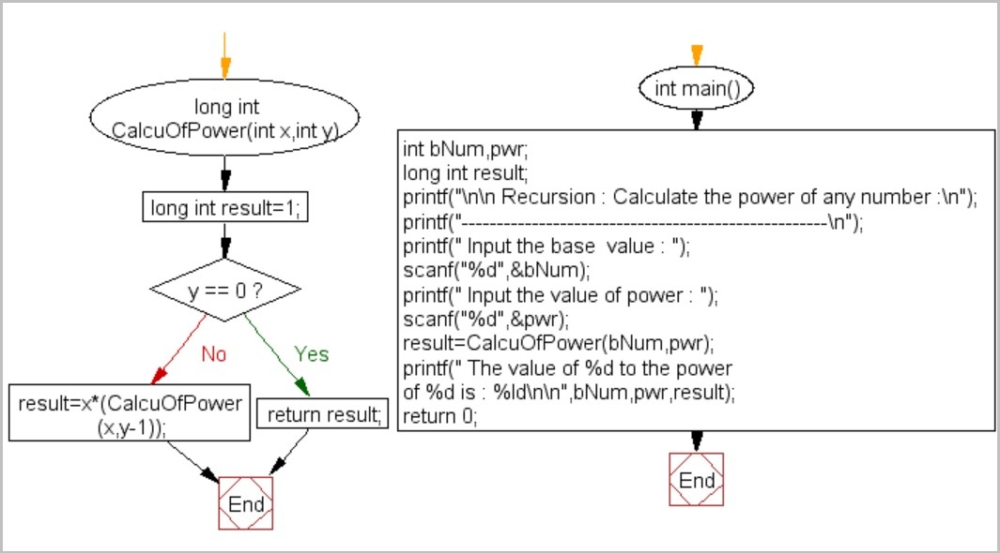 long int
CalcuOfPower(int x,int y)
long int result=1;
y == 0 ?
No
Yes
result=x*(CalcuOfPower
(x,y-1));
return result;
End
int main()
int bNum,pwr;
long int result;
printf("\n\n Recursion : Calculate the power of any number :\n");
printf("----------------------------------------------------\n");
printf(" Input the base  value : ");
scanf("%d",&bNum);
printf(" Input the value of power : ");
scanf("%d",&pwr);
result=CalcuOfPower(bNum,pwr);
printf(" The value of %d to the power
of %d is : %ld\n\n",bNum,pwr,result);
return 0;
End